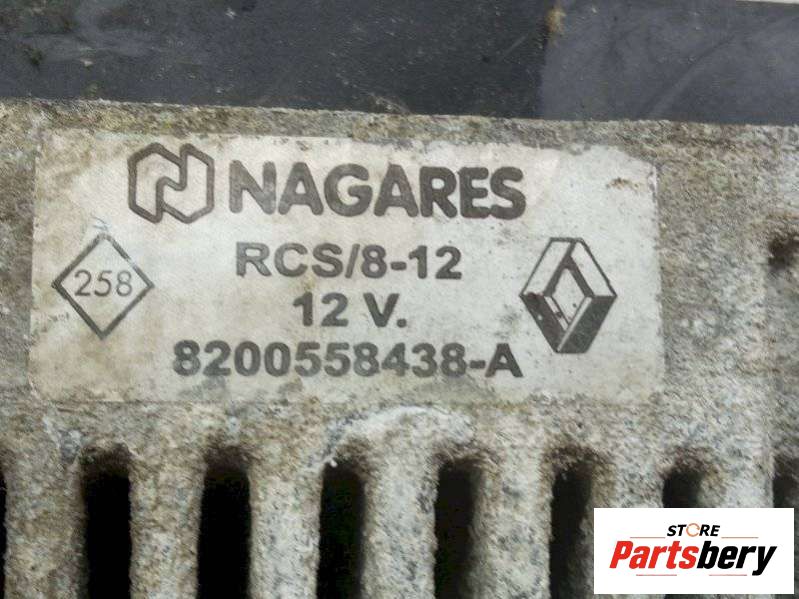 NAGARES
RCS/8-12
258
12 V.
8200558438-A
STORE
Partsbery